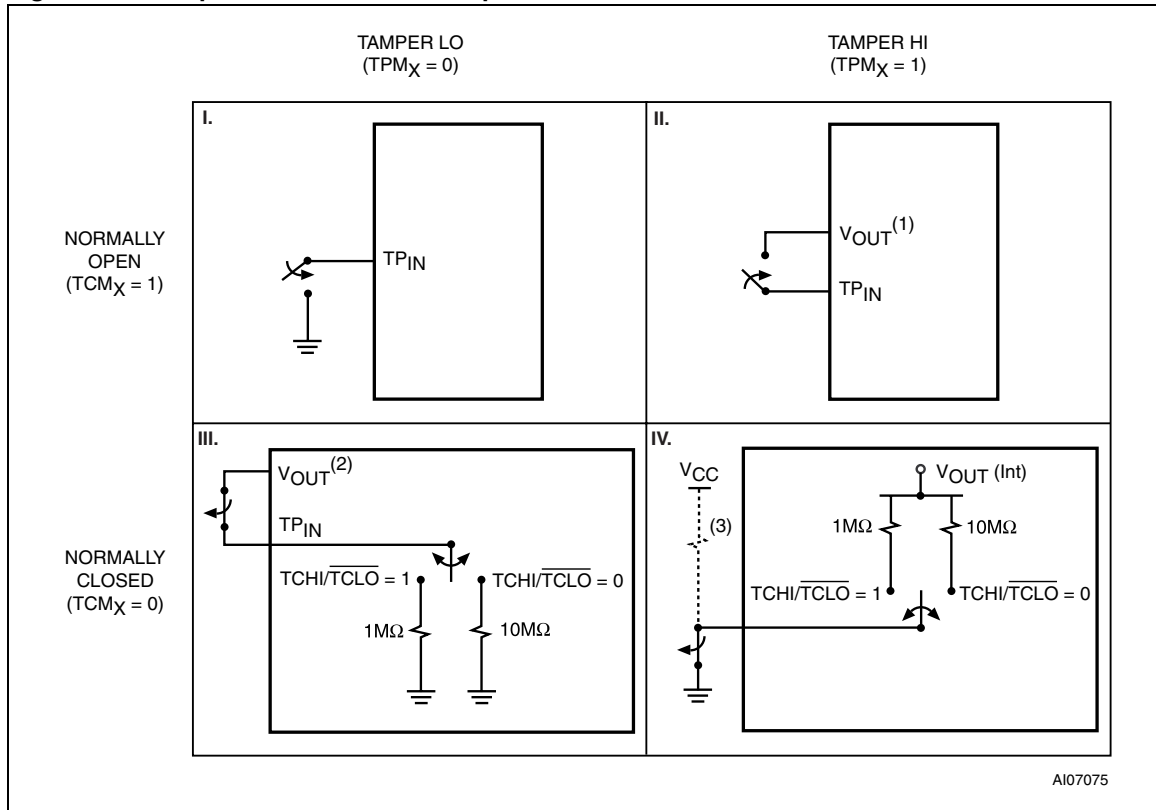 TAMPER LO
(TPMX = 0)
TAMPER HI
(TPMX = 1)
NORMALLY
OPEN
(TCMX = 1)
I.
TPIN
II.
VOUT(1)
TPIN
NORMALLY
CLOSED
(TCMX = 0)
III.
VOUT(2)
TPIN
TCHI/TCLO = 1
TCHI/TCLO = 0
1MΩ
10MΩ
IV.
VCC
(3)
VOUT (Int)
1MΩ
10MΩ
TCHI/TCLO = 1
TCHI/TCLO = 0
AI07075